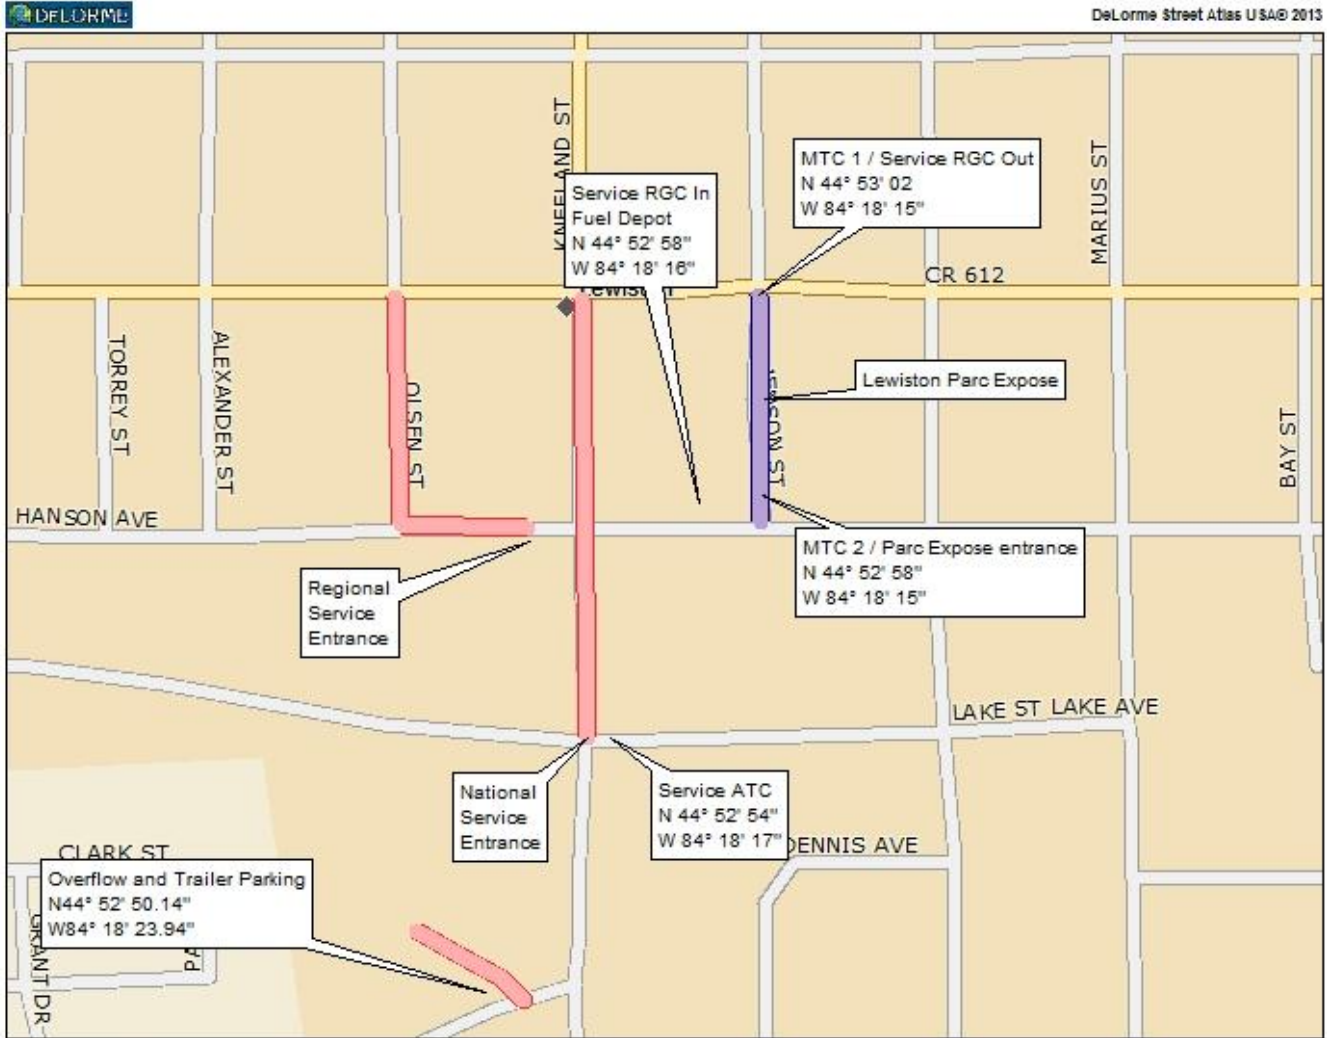 DELORME
DeLorme Street Atlas USA® 2013
KNEELAND ST
MTC 1 / Service RGC Out
N 44° 53' 02
W 84° 18' 15"
MARIUS ST
Service RGC In
Fuel Depot
N 44° 52' 58"
W 84° 18' 16"
CR 612
TORREY ST
ALEXANDER ST
OLSEN ST
Lewiston Parc Expose
BAY ST
HANSON AVE
MTC 2 / Parc Expose entrance
N 44° 52' 58"
W 84° 18' 15"
Regional
Service
Entrance
LAKE ST LAKE AVE
National
Service
Entrance
Service ATC
N 44° 52' 54"
W 84° 18' 17"
DENNIS AVE
CLARK ST
Overflow and Trailer Parking
N44° 52' 50.14"
W84° 18' 23.94"
GRANT DR
PA